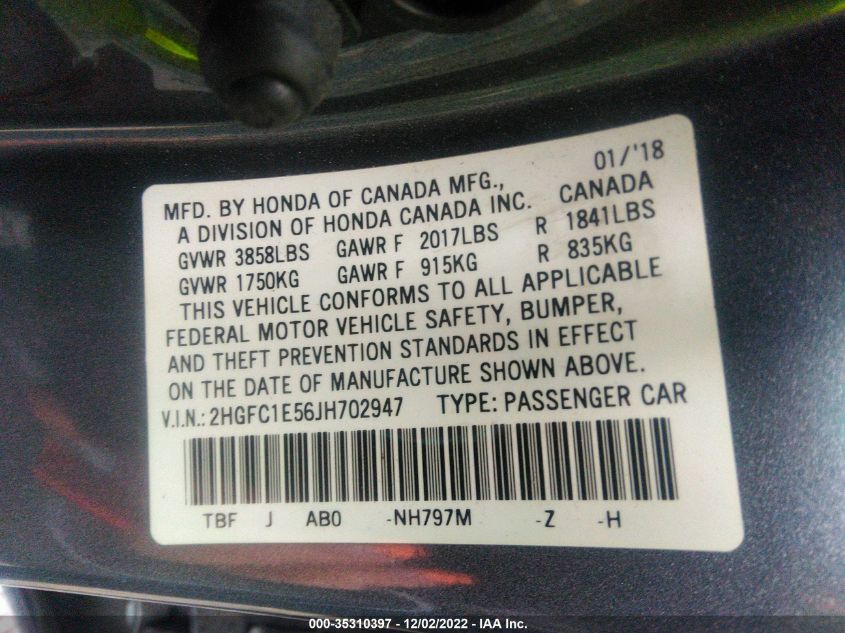 MFD. BY HONDA OF CANADA MFG., 01/'18
A DIVISION OF HONDA CANADA INC. CANADA
GVWR 3858LBS GAWR F 2017LBS R 1841LBS
GVWR 1750KG GAWR F 915KG R 835KG
THIS VEHICLE CONFORMS TO ALL APPLICABLE
FEDERAL MOTOR VEHICLE SAFETY, BUMPER,
AND THEFT PREVENTION STANDARDS IN EFFECT
ON THE DATE OF MANUFACTURE SHOWN ABOVE.
V.I.N.: 2HGFC1E56JH702947 TYPE: PASSENGER CAR
TBF J AB0 -NH797M -Z -H
000-35310397 - 12/02/2022 - IAA Inc.